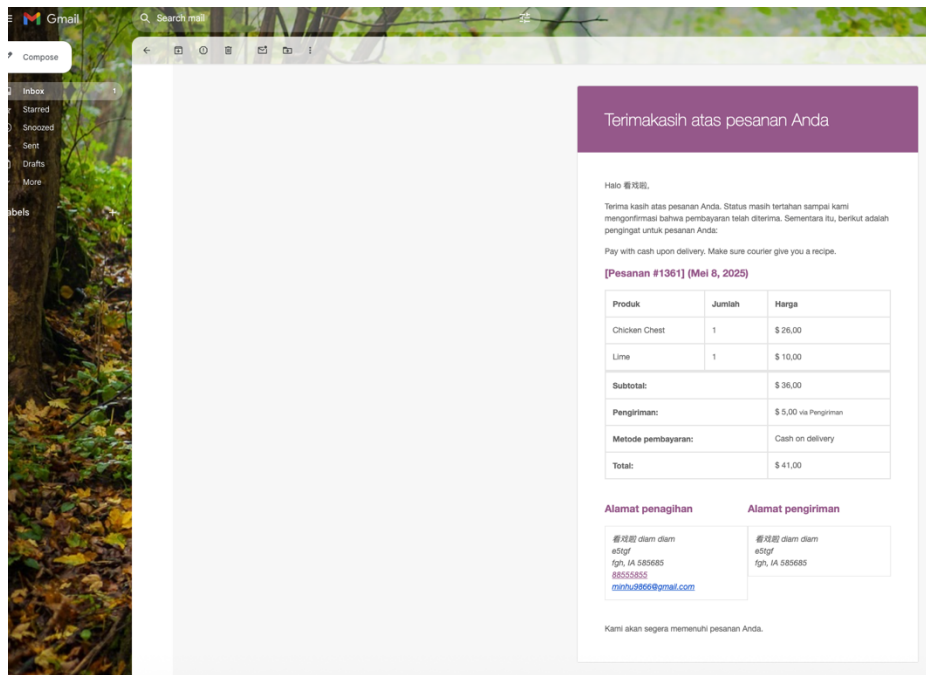 Gmail
Search mail
Compose
Inbox 1
Starred
Snoozed
Sent
Drafts
More
abels
Terimakasih atas pesanan Anda
Halo 看戏啦,
Terima kasih atas pesanan Anda. Status masih tertahan sampai kami
mengonfirmasi bahwa pembayaran telah diterima. Sementara itu, berikut adalah
pengingat untuk pesanan Anda:
Pay with cash upon delivery. Make sure courier give you a recipe.
[Pesanan #1361] (Mei 8, 2025)
Produk Jumlah Harga
Chicken Chest 1 $ 26,00
Lime 1 $ 10,00
Subtotal: $ 36,00
Pengiriman: $ 5,00 via Pengiriman
Metode pembayaran: Cash on delivery
Total: $ 41,00
Alamat penagihan
看戏啦 diam diam
e5tgf
fgh, IA 585685
88555855
minhu9866@gmail.com
Alamat pengiriman
看戏啦 diam diam
e5tgf
fgh, IA 585685
Kami akan segera memenuhi pesanan Anda.